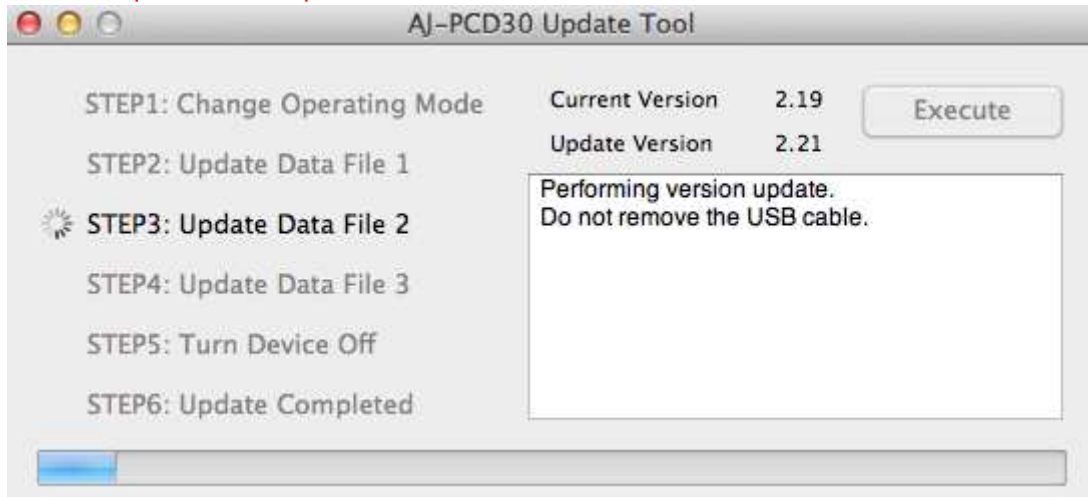 AJ-PCD30 Update Tool
STEP1: Change Operating Mode
STEP2: Update Data File 1
STEP3: Update Data File 2
STEP4: Update Data File 3
STEP5: Turn Device Off
STEP6: Update Completed
Current Version 2.19
Update Version 2.21
Execute
Performing version update.
Do not remove the USB cable.